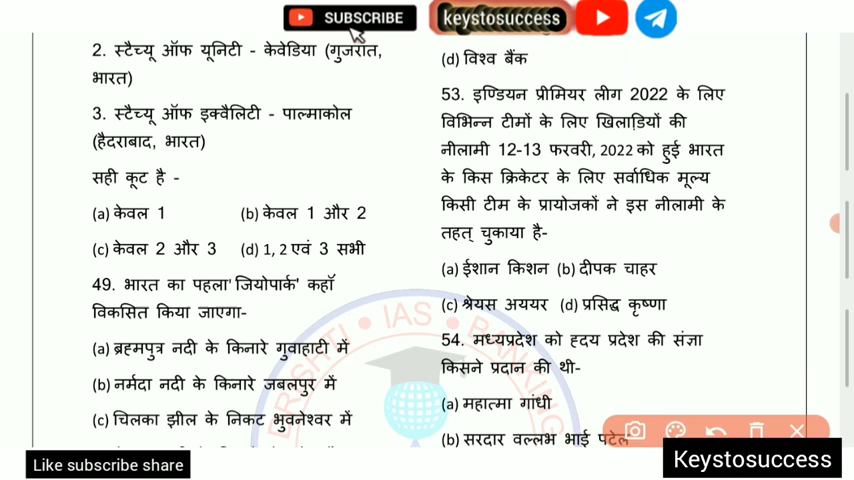 SUBSCRIBE
keystosuccess
2. स्टैच्यू ऑफ यूनिटी - केवेडिया (गुजरात,
भारत)
3. स्टैच्यू ऑफ इक्वैलिटी - पाल्माकोल
(हैदराबाद, भारत)
सही कूट है -
(a) केवल 1 (b) केवल 1 और 2
(c) केवल 2 और 3 (d) 1, 2 एवं 3 सभी
49. भारत का पहला' जियोपार्क' कहाॅ
विकसित किया जाएगा-
(a) ब्रह्मपुत्र नदी के किनारे गुवाहाटी में
(b) नर्मदा नदी के किनारे जबलपुर में
(c) चिलका झील के निकट भुवनेश्वर में
(d) विश्व बैंक
53. इण्डियन प्रीमियर लीग 2022 के लिए
विभिन्न टीमों के लिए खिलाड़ियों की
नीलामी 12-13 फरवरी, 2022 को हुई भारत
के किस क्रिकेटर के लिए सर्वाधिक मूल्य
किसी टीम के प्रायोजकों ने इस नीलामी के
तहत् चुकाया है-
(a) ईशान किशन (b) दीपक चाहर
(c) श्रेयस अययर (d) प्रसिद्ध कृष्णा
54. मध्यप्रदेश को ह्दय प्रदेश की संज्ञा
किसने प्रदान की थी-
(a) महात्मा गांधी
(b) सरदार वल्लभ भाई पटेल
DRISHTI • IAS • BANKING
Like subscribe share
Keystosuccess